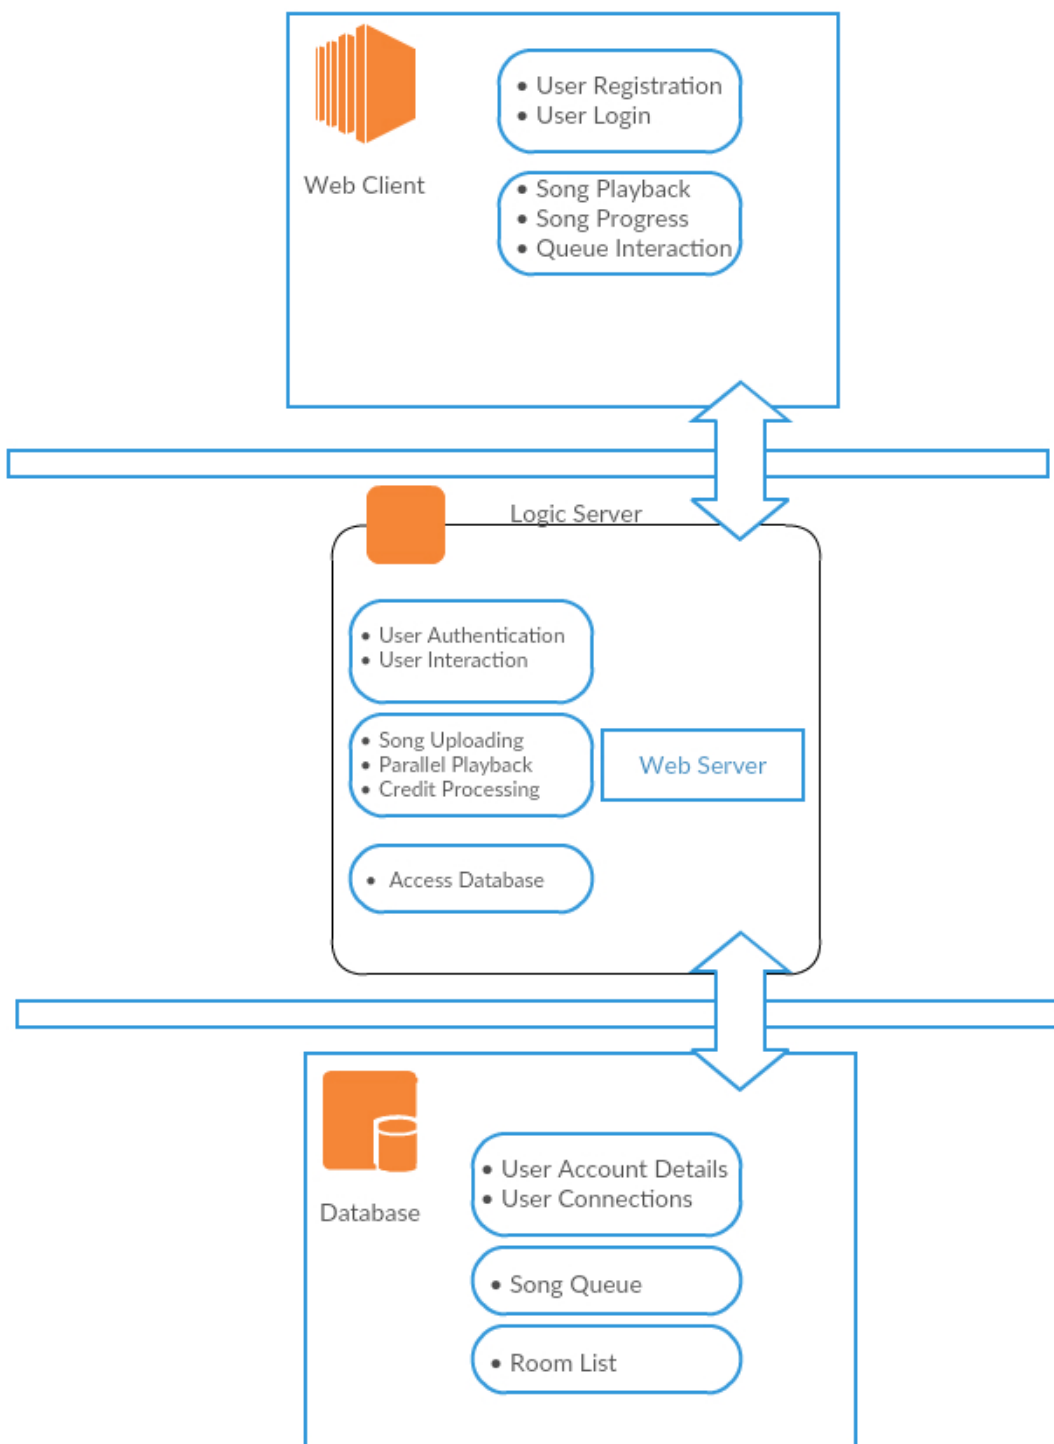 • User Registration
• User Login
Web Client
• Song Playback
• Song Progress
• Queue Interaction
Logic Server
• User Authentication
• User Interaction
• Song Uploading
• Parallel Playback
• Credit Processing
Web Server
• Access Database
• User Account Details
• User Connections
Database
• Song Queue
• Room List